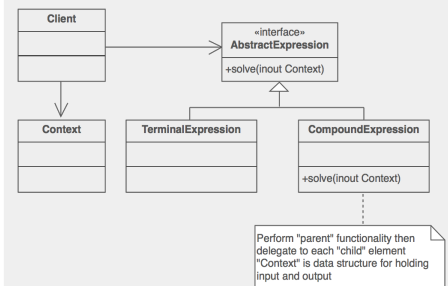 Client
«interface»
AbstractExpression
+solve(inout Context)
Context
TerminalExpression
CompoundExpression
+solve(inout Context)
Perform "parent" functionality then
delegate to each "child" element
"Context" is data structure for holding
input and output